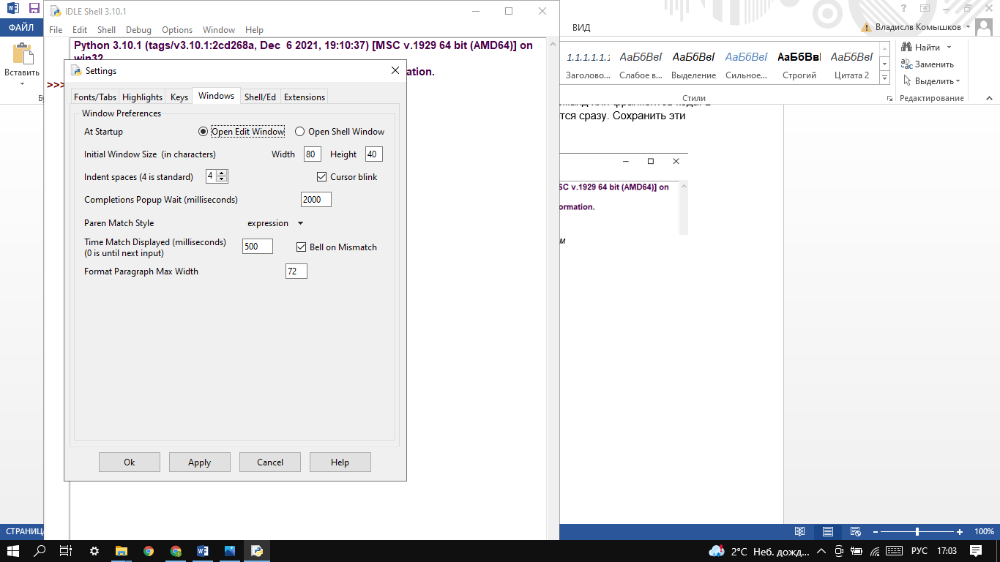 IDLE Shell 3.10.1
ФАЙЛ
File Edit Shell Debug Options Window Help
ВИД
Владислв Комышков
Python 3.10.1 (tags/v3.10.1:2cd268a, Dec 6 2021, 19:10:37) [MSC v.1929 64 bit (AMD64)] on
win32
ation.
>>>
Вставить
1.1.1.1.1.1 АаБбВвІ АаБбВвІ АаБбВвІ АаБбВвІ АаБбВвІ
Заголово... Слабое в... Выделение Сильное... Строгий Цитата 2
Стили
Найти
Заменить
Выделить
Редактирование
Settings
Fonts/Tabs Highlights Keys Windows Shell/Ed Extensions
Window Preferences
At Startup Open Edit Window Open Shell Window
Initial Window Size (in characters) Width 80 Height 40
Indent spaces (4 is standard) 4 Cursor blink
Completions Popup Wait (milliseconds) 2000
Paren Match Style expression
Time Match Displayed (milliseconds)
(0 is until next input) 500 Bell on Mismatch
Format Paragraph Max Width 72
Ok Apply Cancel Help
тся сразу. Сохранить эти
SC v.1929 64 bit (AMD64)] on
ormation.
м
СТРАНИЦ
100%
2°C Неб. дожд... РУС 17:03